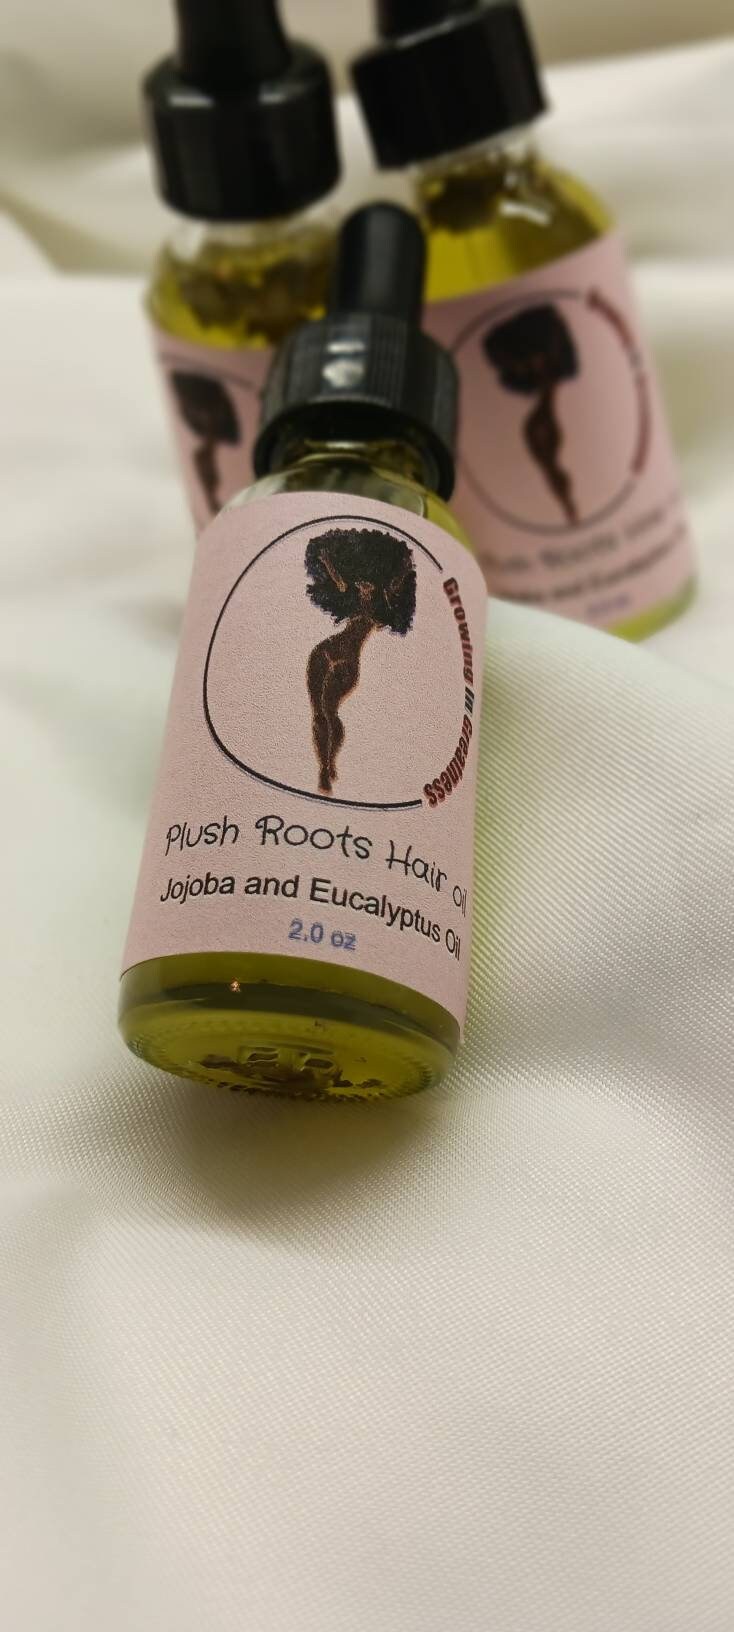 Growing In Greatness
Plush Roots Hair oil
Jojoba and Eucalyptus Oil
2.0 oz